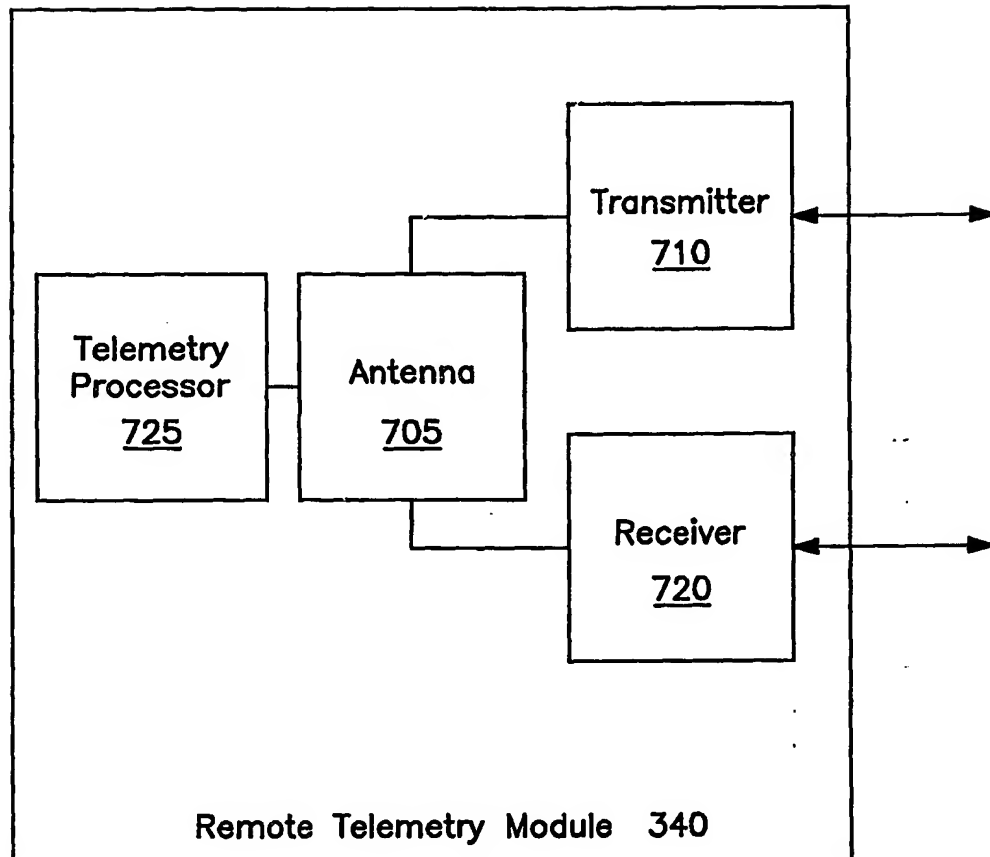 Transmitter
710
Telemetry
Processor
725
Antenna
705
Receiver
720
Remote Telemetry Module 340